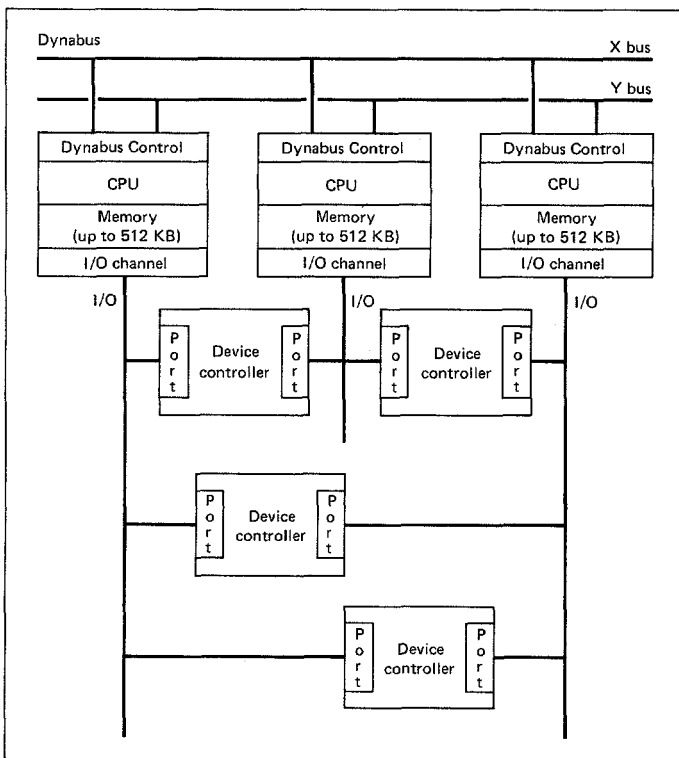 Dynabus
X bus
Y bus
Dynabus Control
CPU
Memory
(up to 512 KB)
I/O channel
Dynabus Control
CPU
Memory
(up to 512 KB)
I/O channel
Dynabus Control
CPU
Memory
(up to 512 KB)
I/O channel
I/O
I/O
I/O
Port
Device
controller
Port
Port
Device
controller
Port
Port
Device
controller
Port
Port
Device
controller
Port